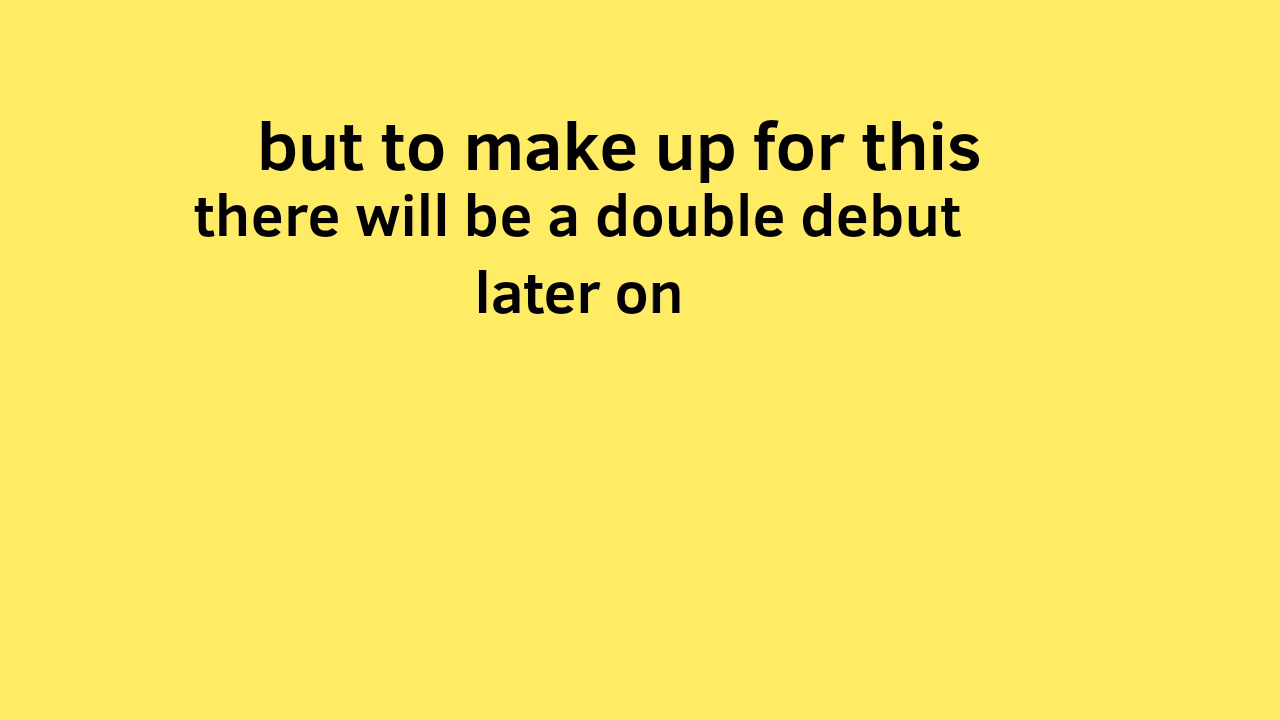 but to make up for this
there will be a double debut
later on